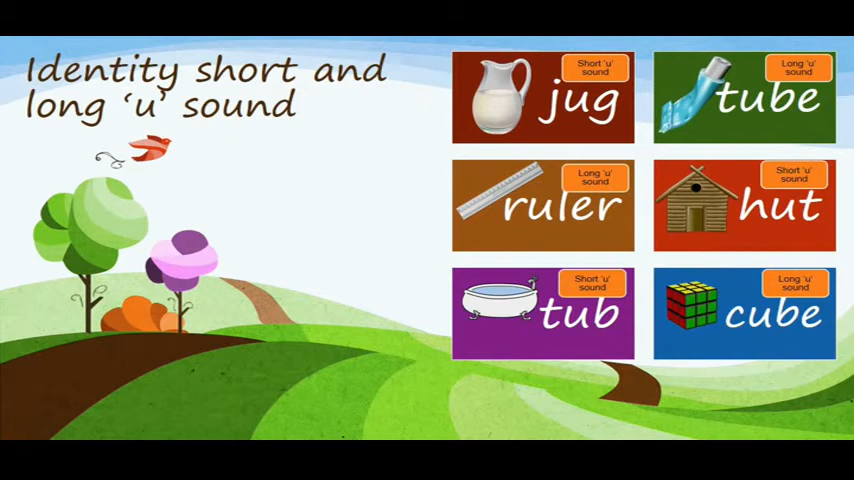 Identity short and
long ‘u’ sound
Short ‘u’
sound
jug
Long ‘u’
sound
tube
Long ‘u’
sound
ruler
Short ‘u’
sound
hut
Short ‘u’
sound
tub
Long ‘u’
sound
cube